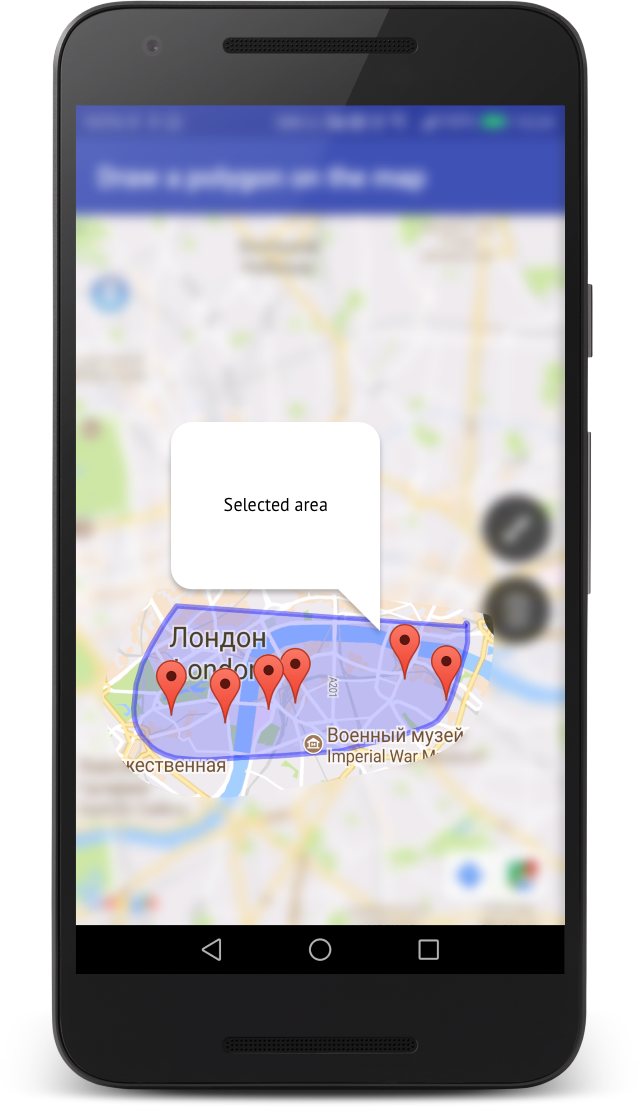 Draw a polygon on the map
Selected area
Лондон
London
A201
Военный музей
Imperial War M
жественная